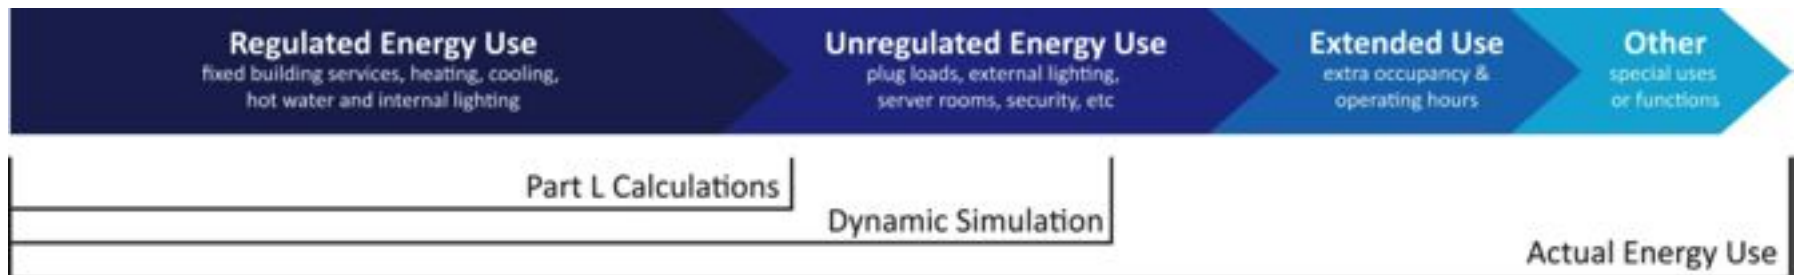 Regulated Energy Use
fixed building services, heating, cooling,
hot water and internal lighting
Unregulated Energy Use
plug loads, external lighting,
server rooms, security, etc
Extended Use
extra occupancy &
operating hours
Other
special uses
or functions
Part L Calculations
Dynamic Simulation
Actual Energy Use